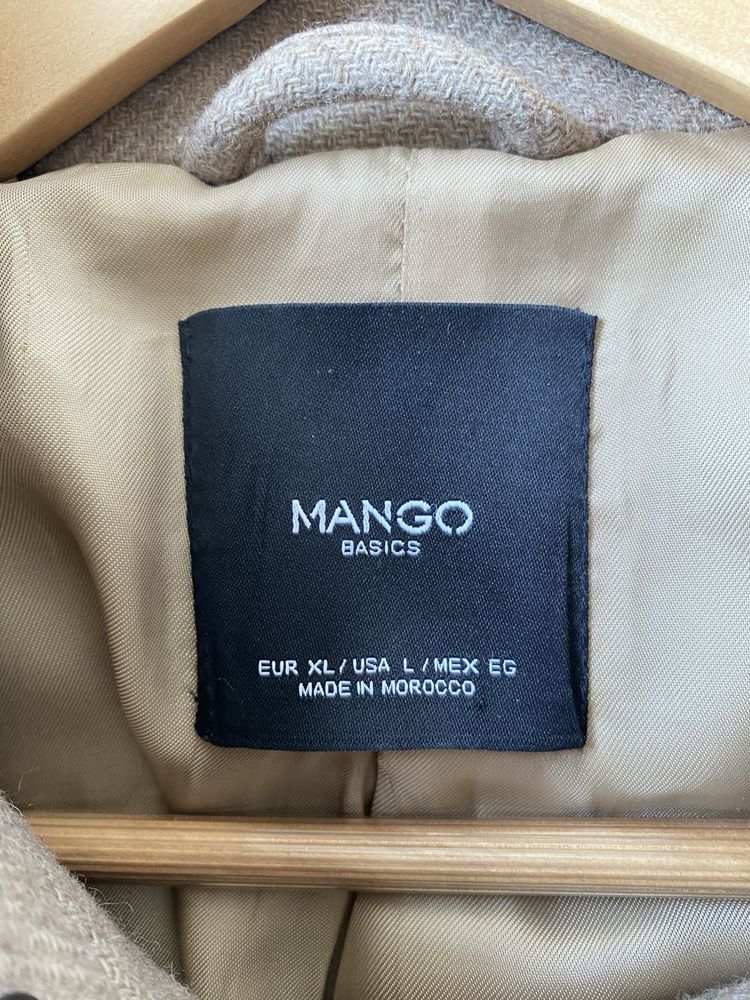 MANGO
BASICS
EUR XL / USA L / MEX EG
MADE IN MOROCCO